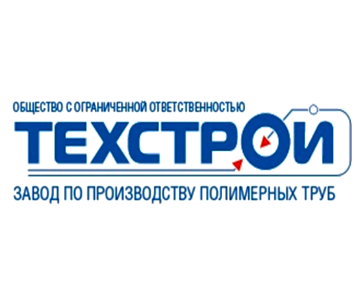 ОБЩЕСТВО С ОГРАНИЧЕННОЙ ОТВЕТСТВЕННОСТЬЮ
ТЕХСТРОЙ
ЗАВОД ПО ПРОИЗВОДСТВУ ПОЛИМЕРНЫХ ТРУБ